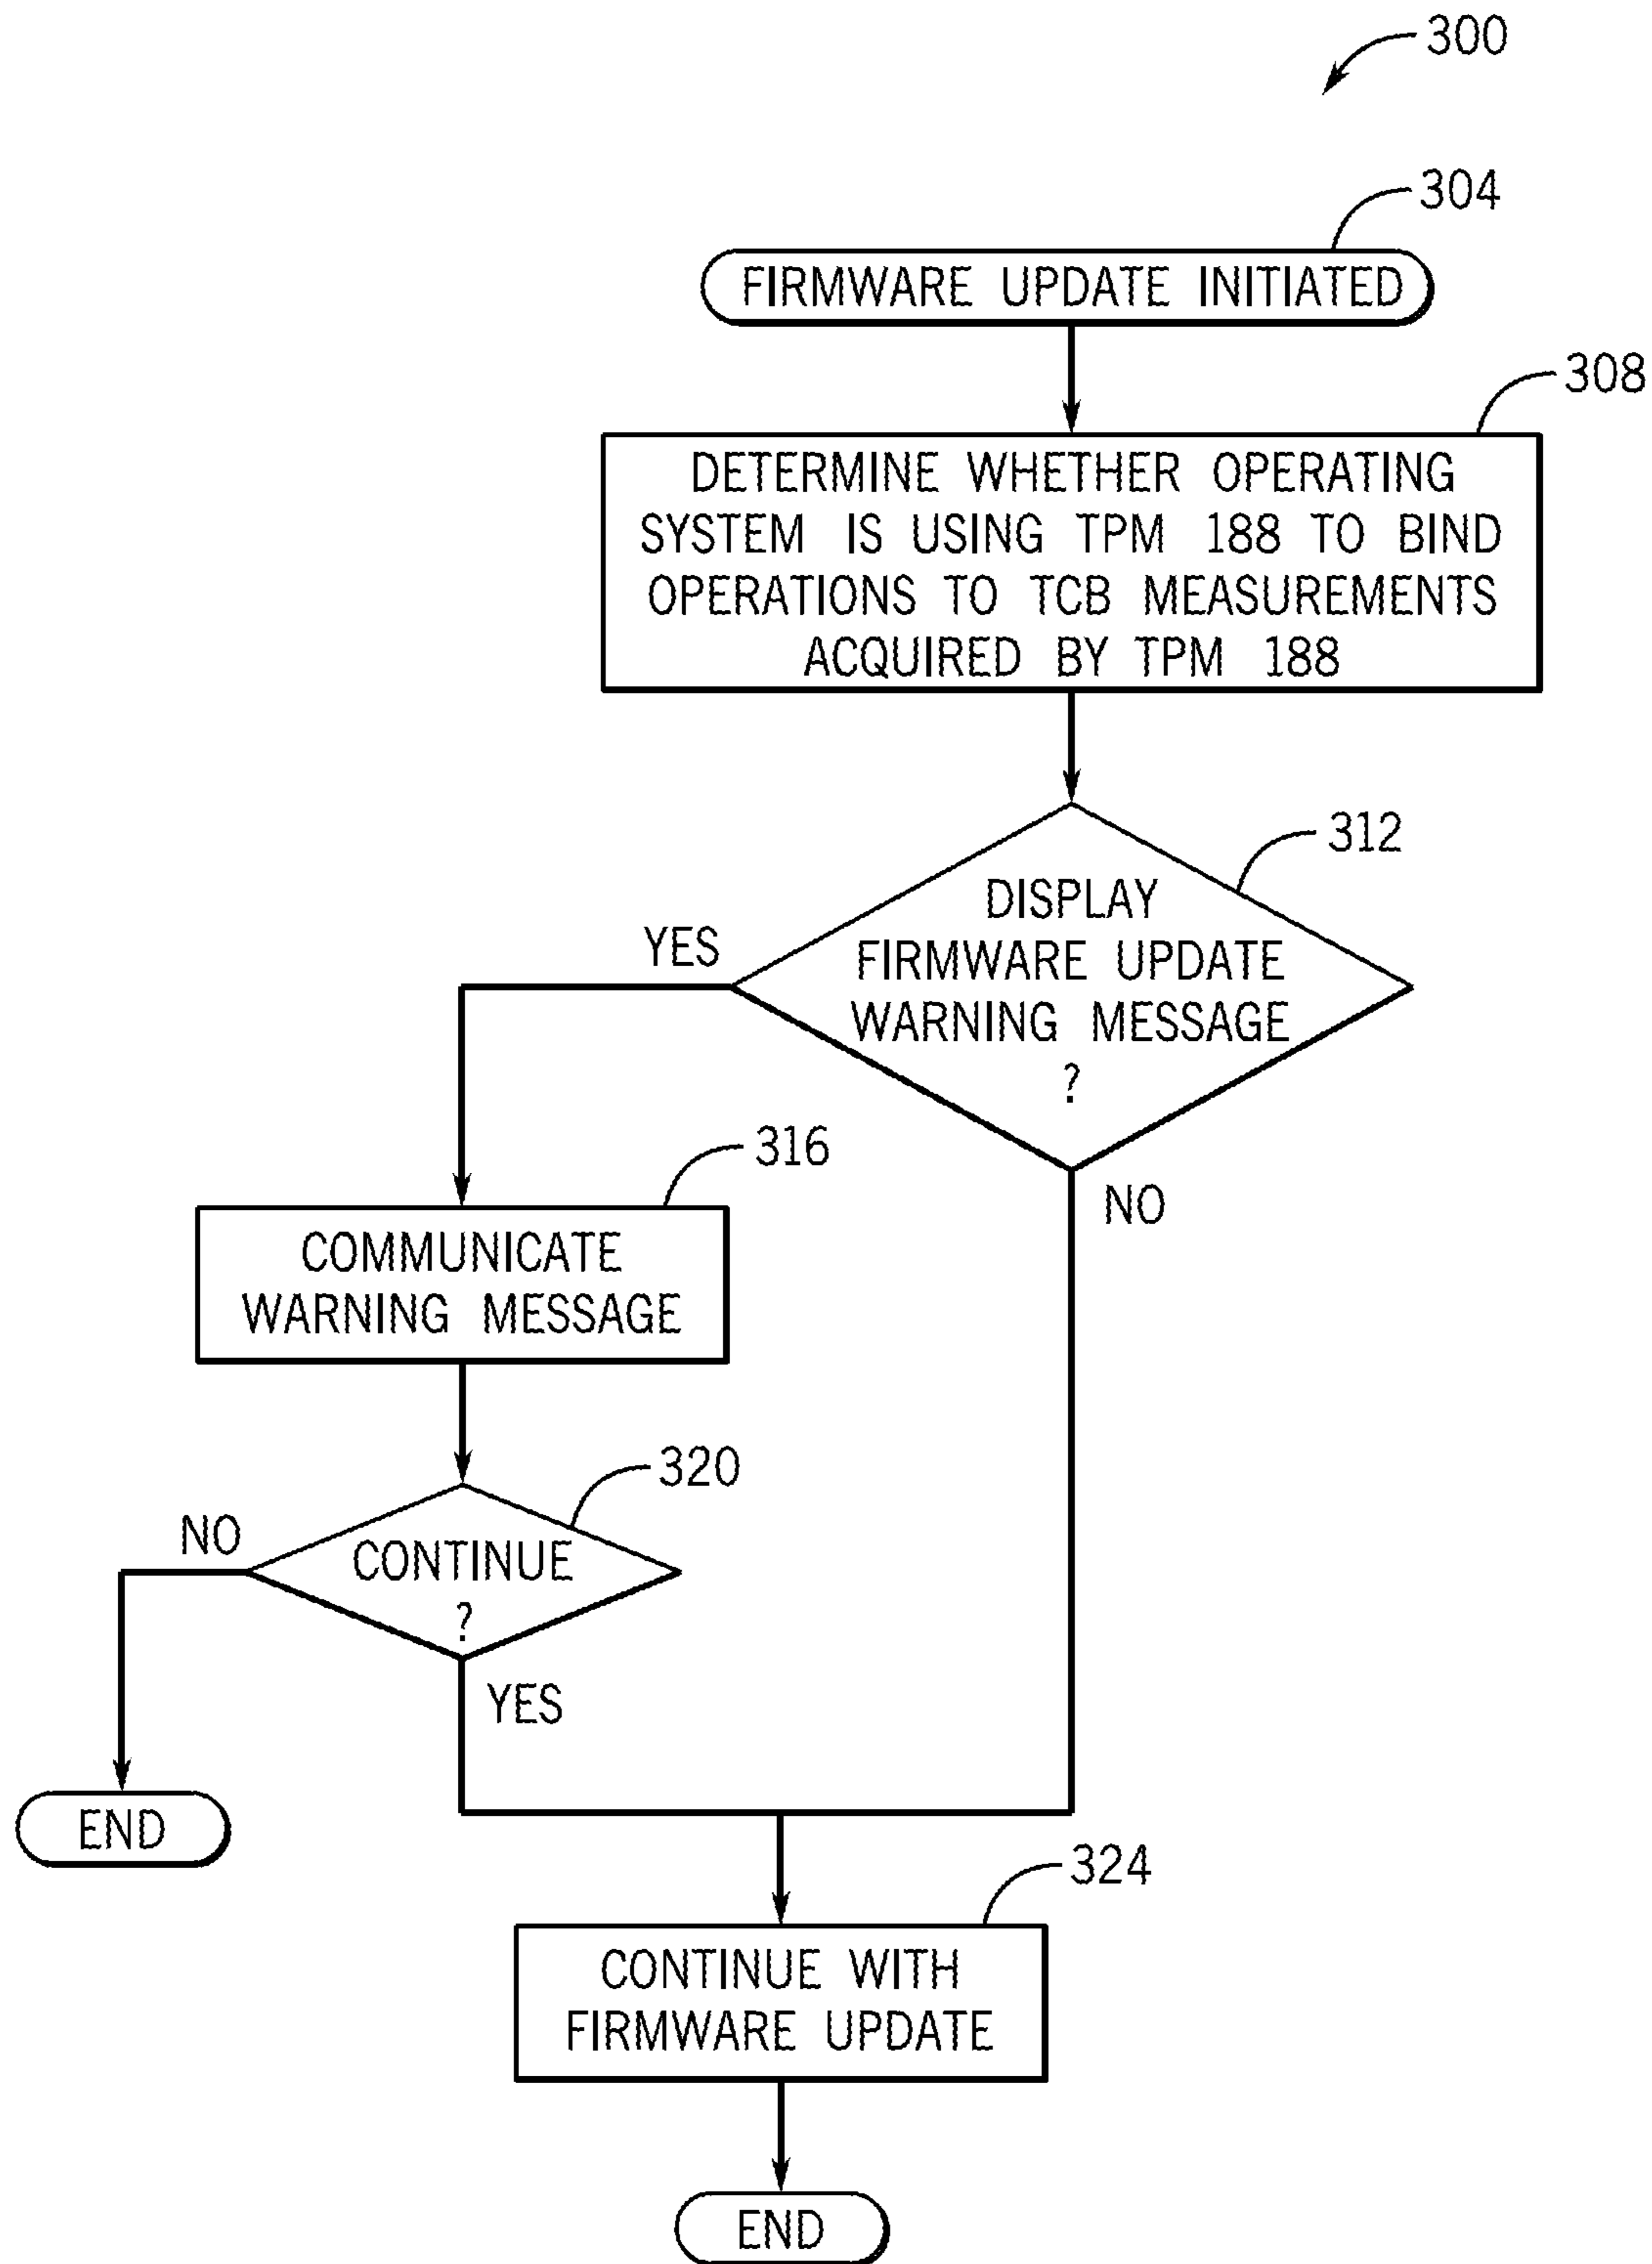 300
304
FIRMWARE UPDATE INITIATED
308
DETERMINE WHETHER OPERATING
SYSTEM IS USING TPM 188 TO BIND
OPERATIONS TO TCB MEASUREMENTS
ACQUIRED BY TPM 188
312
DISPLAY
FIRMWARE UPDATE
WARNING MESSAGE
?
YES
NO
316
COMMUNICATE
WARNING MESSAGE
320
CONTINUE
?
NO
YES
END
324
CONTINUE WITH
FIRMWARE UPDATE
END